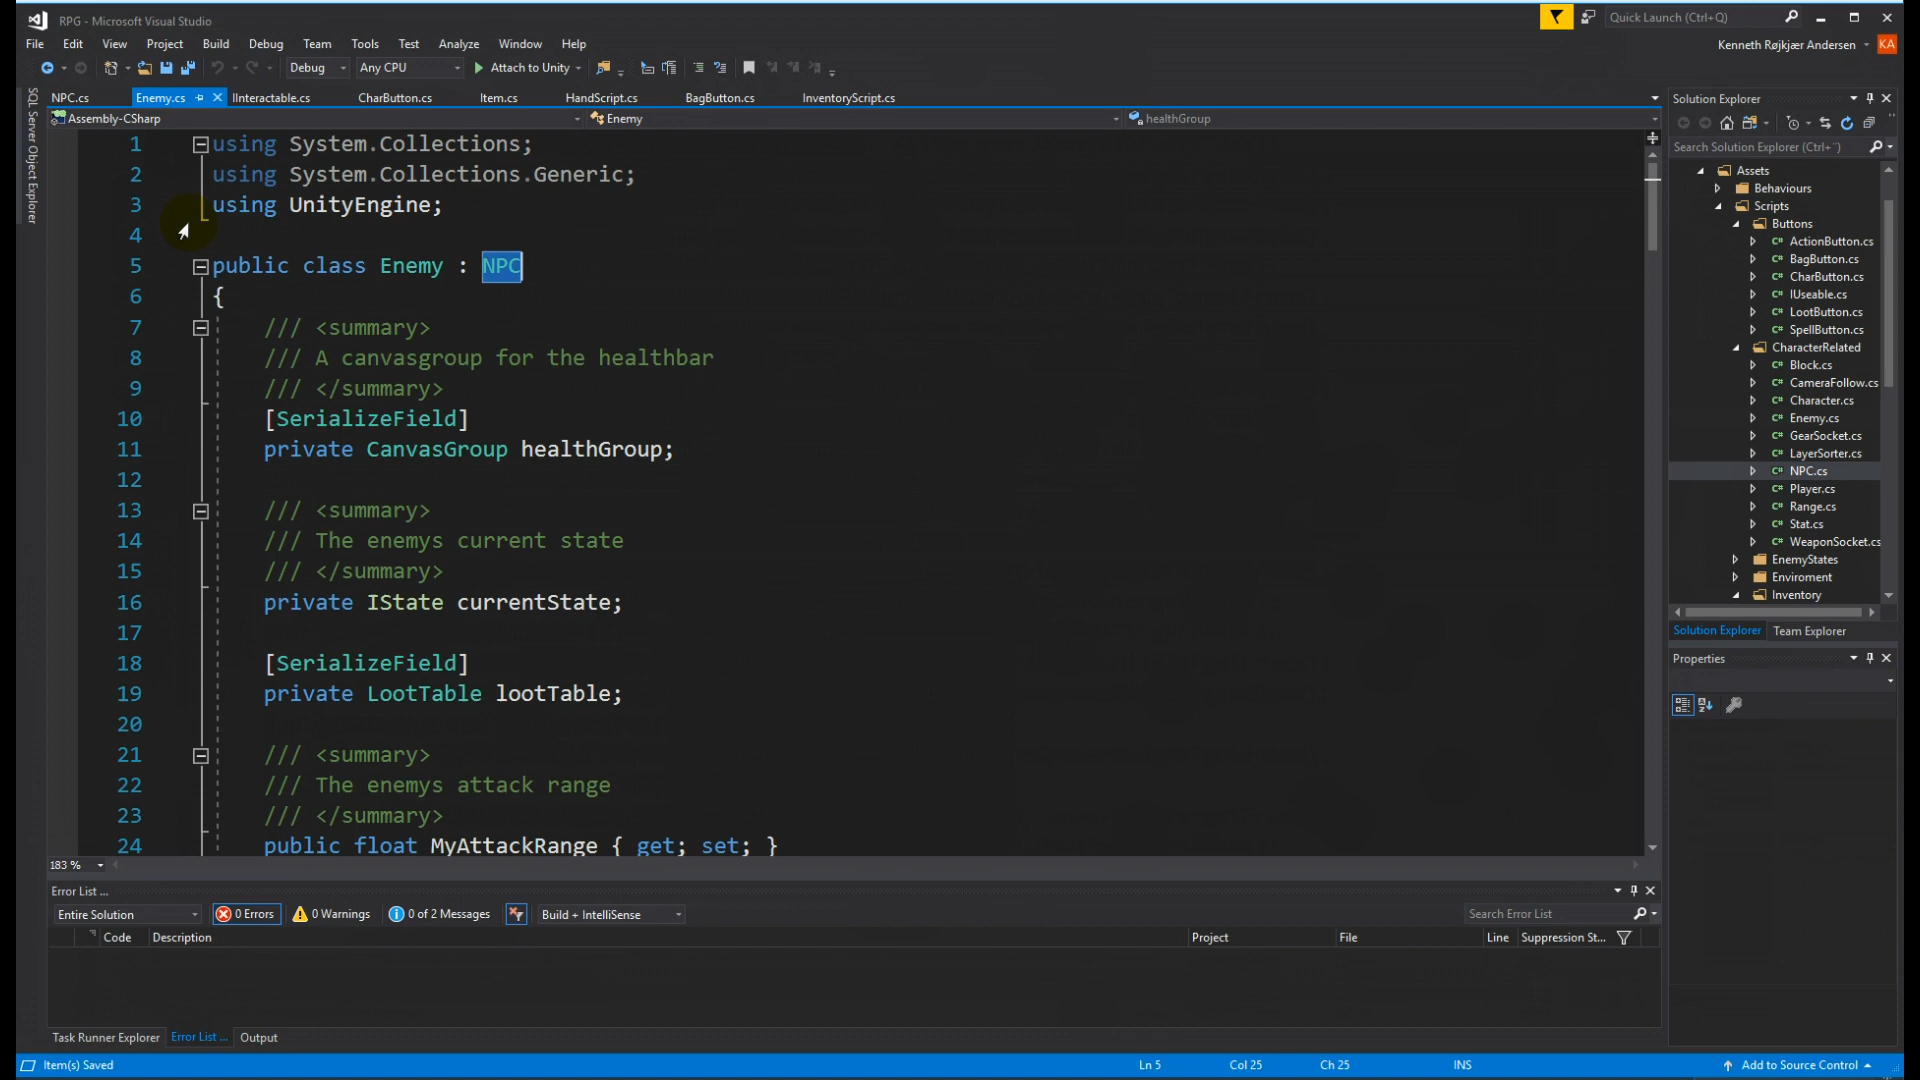 RPG - Microsoft Visual Studio
Quick Launch (Ctrl+Q)
File Edit View Project Build Debug Team Tools Test Analyze Window Help
Kenneth Røjkjær Andersen KA
Debug Any CPU Attach to Unity
SQL Server Object Explorer
NPC.cs Enemy.cs IInteractable.cs CharButton.cs Item.cs HandScript.cs BagButton.cs InventoryScript.cs
Assembly-CSharp Enemy healthGroup
1 using System.Collections;
2 using System.Collections.Generic;
3 using UnityEngine;
4
5 public class Enemy : NPC
6 {
7 /// <summary>
8 /// A canvasgroup for the healthbar
9 /// </summary>
10 [SerializeField]
11 private CanvasGroup healthGroup;
12
13 /// <summary>
14 /// The enemys current state
15 /// </summary>
16 private IState currentState;
17
18 [SerializeField]
19 private LootTable lootTable;
20
21 /// <summary>
22 /// The enemys attack range
23 /// </summary>
24 public float MyAttackRange { get; set; }
183 %
Solution Explorer
Search Solution Explorer (Ctrl+¨)
Assets
Behaviours
Scripts
Buttons
C# ActionButton.cs
C# BagButton.cs
C# CharButton.cs
C# IUseable.cs
C# LootButton.cs
C# SpellButton.cs
CharacterRelated
C# Block.cs
C# CameraFollow.cs
C# Character.cs
C# Enemy.cs
C# GearSocket.cs
C# LayerSorter.cs
C# NPC.cs
C# Player.cs
C# Range.cs
C# Stat.cs
C# WeaponSocket.cs
EnemyStates
Enviroment
Inventory
Solution Explorer Team Explorer
Properties
Error List ...
Entire Solution 0 Errors 0 Warnings 0 of 2 Messages Build + IntelliSense Search Error List
Code Description Project File Line Suppression St...
Task Runner Explorer Error List ... Output
Item(s) Saved Ln 5 Col 25 Ch 25 INS Add to Source Control